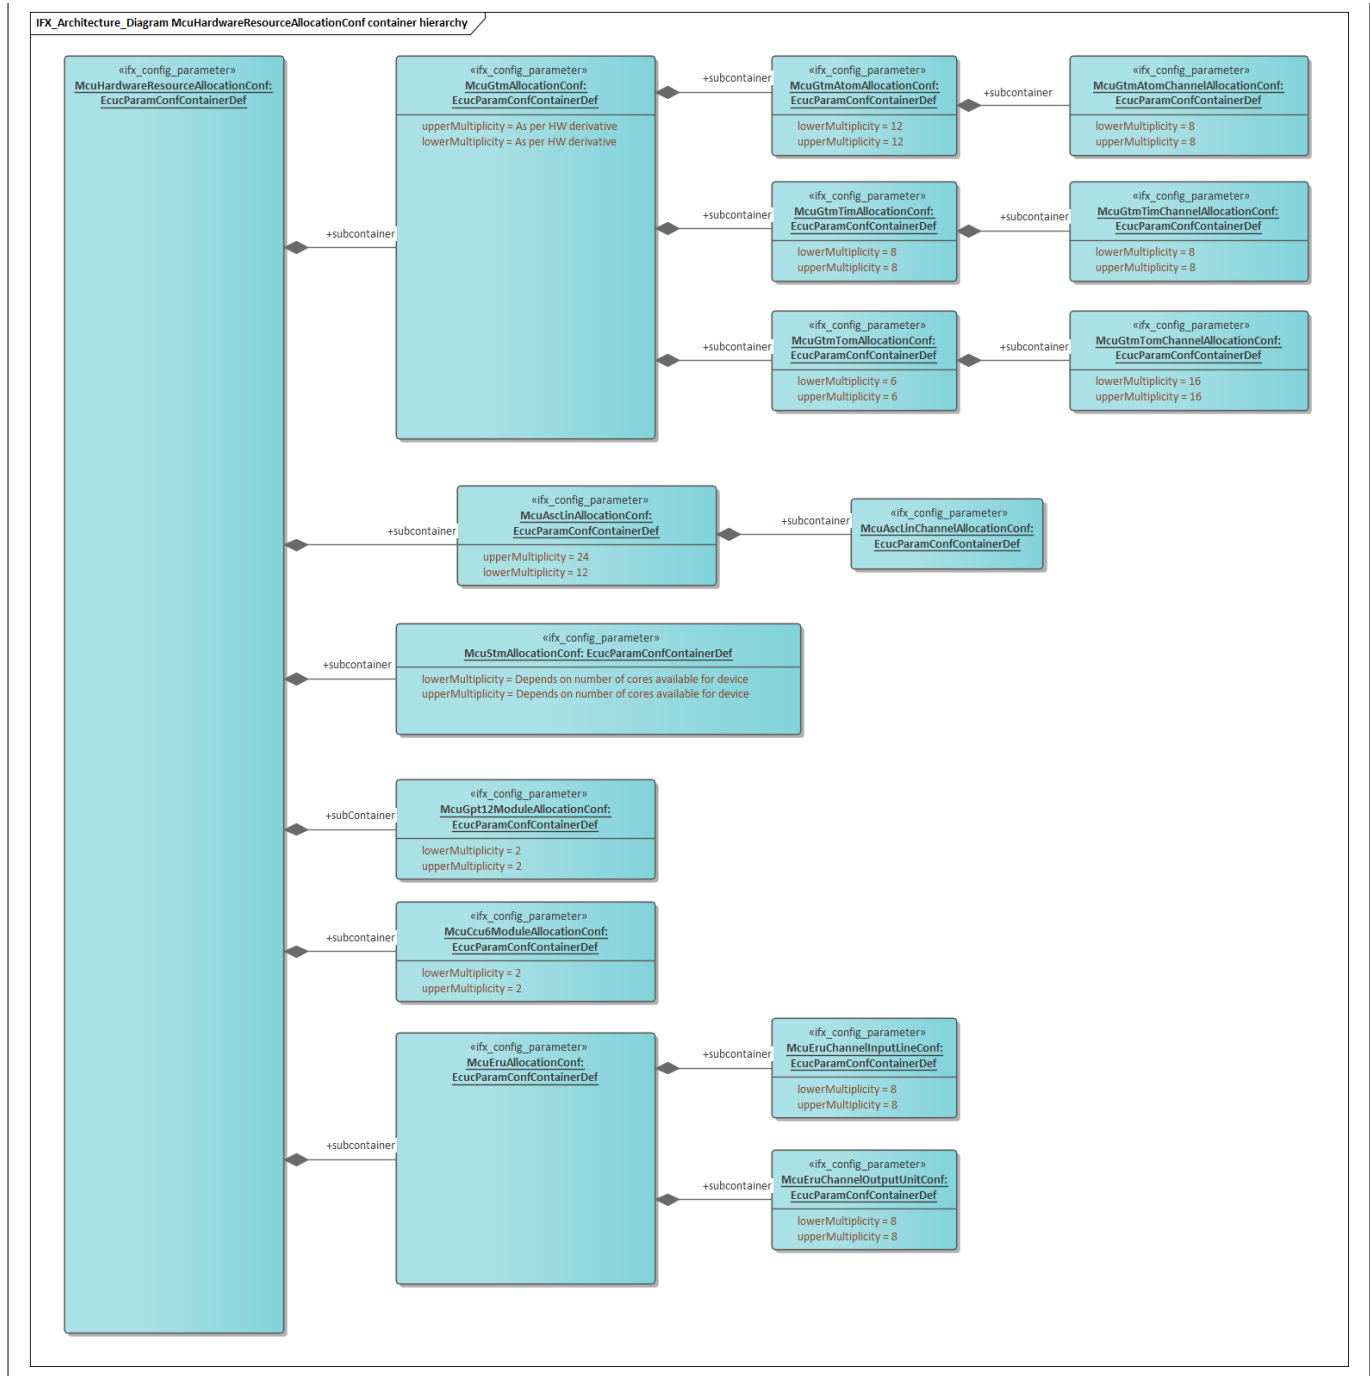 IFX_Architecture_Diagram McuHardwareResourceAllocationConf container hierarchy
«ifx_config_parameter»
McuHardwareResourceAllocationConf:
EcucParamConfContainerDef
+subcontainer
«ifx_config_parameter»
McuGtmAllocationConf:
EcucParamConfContainerDef
upperMultiplicity = As per HW derivative
lowerMultiplicity = As per HW derivative
+subcontainer
«ifx_config_parameter»
McuGtmAtomAllocationConf:
EcucParamConfContainerDef
lowerMultiplicity = 12
upperMultiplicity = 12
+subcontainer
«ifx_config_parameter»
McuGtmAtomChannelAllocationConf:
EcucParamConfContainerDef
lowerMultiplicity = 8
upperMultiplicity = 8
+subcontainer
«ifx_config_parameter»
McuGtmTimAllocationConf:
EcucParamConfContainerDef
lowerMultiplicity = 8
upperMultiplicity = 8
+subcontainer
«ifx_config_parameter»
McuGtmTimChannelAllocationConf:
EcucParamConfContainerDef
lowerMultiplicity = 8
upperMultiplicity = 8
+subcontainer
«ifx_config_parameter»
McuGtmTomAllocationConf:
EcucParamConfContainerDef
lowerMultiplicity = 6
upperMultiplicity = 6
+subcontainer
«ifx_config_parameter»
McuGtmTomChannelAllocationConf:
EcucParamConfContainerDef
lowerMultiplicity = 16
upperMultiplicity = 16
+subcontainer
«ifx_config_parameter»
McuAscLinAllocationConf:
EcucParamConfContainerDef
upperMultiplicity = 24
lowerMultiplicity = 12
+subcontainer
«ifx_config_parameter»
McuAscLinChannelAllocationConf:
EcucParamConfContainerDef
+subcontainer
«ifx_config_parameter»
McuStmAllocationConf: EcucParamConfContainerDef
lowerMultiplicity = Depends on number of cores available for device
upperMultiplicity = Depends on number of cores available for device
+subContainer
«ifx_config_parameter»
McuGpt12ModuleAllocationConf:
EcucParamConfContainerDef
lowerMultiplicity = 2
upperMultiplicity = 2
+subcontainer
«ifx_config_parameter»
McuCcu6ModuleAllocationConf:
EcucParamConfContainerDef
lowerMultiplicity = 2
upperMultiplicity = 2
+subcontainer
«ifx_config_parameter»
McuEruAllocationConf:
EcucParamConfContainerDef
+subcontainer
«ifx_config_parameter»
McuEruChannelInputLineConf:
EcucParamConfContainerDef
lowerMultiplicity = 8
upperMultiplicity = 8
+subcontainer
«ifx_config_parameter»
McuEruChannelOutputUnitConf:
EcucParamConfContainerDef
lowerMultiplicity = 8
upperMultiplicity = 8